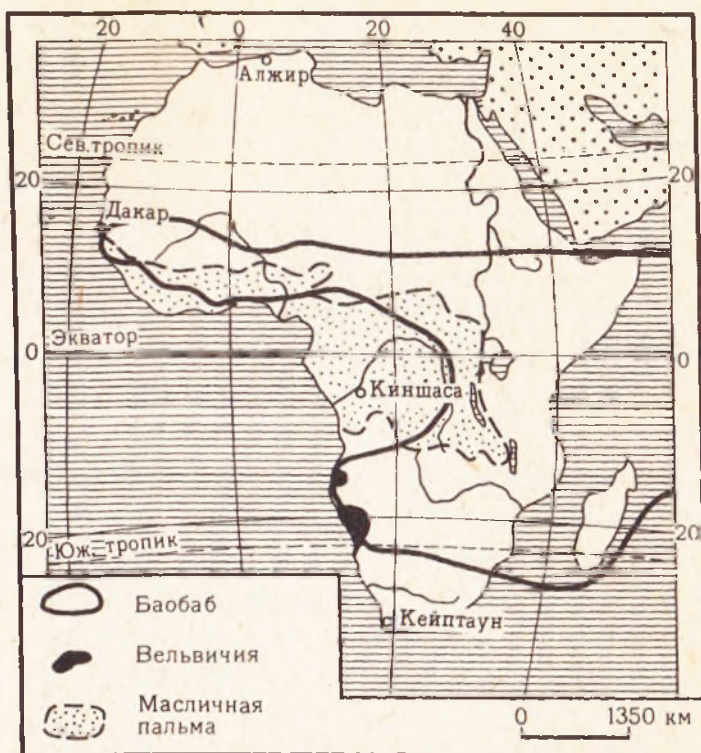 20 0 20 40
Алжир
Сев. тропик
20 20
Дакар
Экватор
0 0
Киншаса
20 20
Юж. тропик
Кейптаун
Баобаб
Вельвичия
Масличная
пальма
0 1350 км